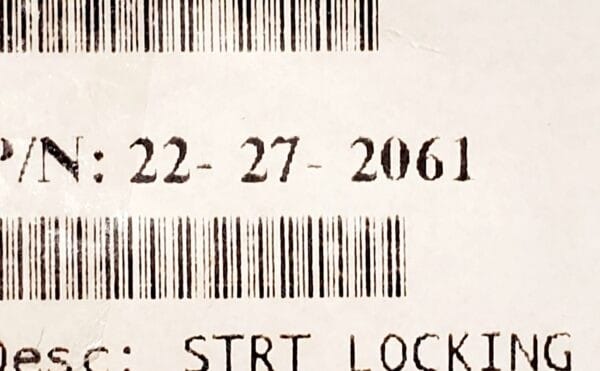 P/N: 22- 27- 2061
Desc: STRT LOCKING